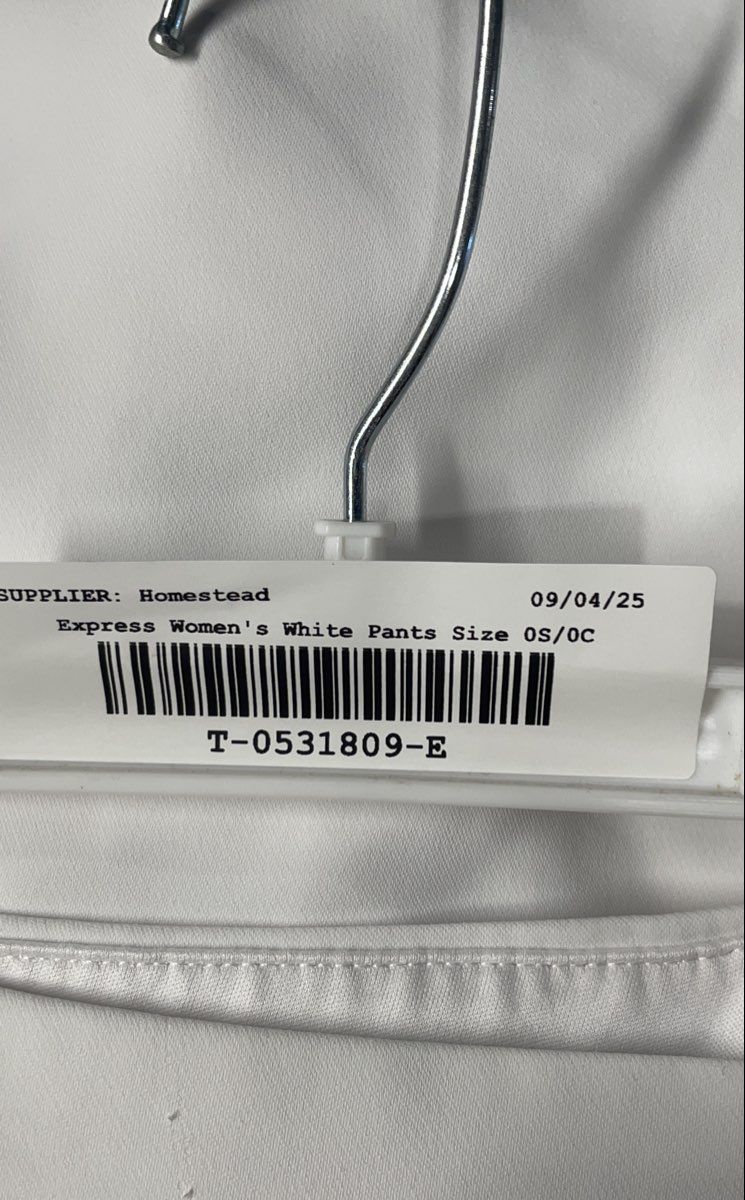 SUPPLIER: Homestead 09/04/25
Express Women's White Pants Size 0S/0C
T-0531809-E